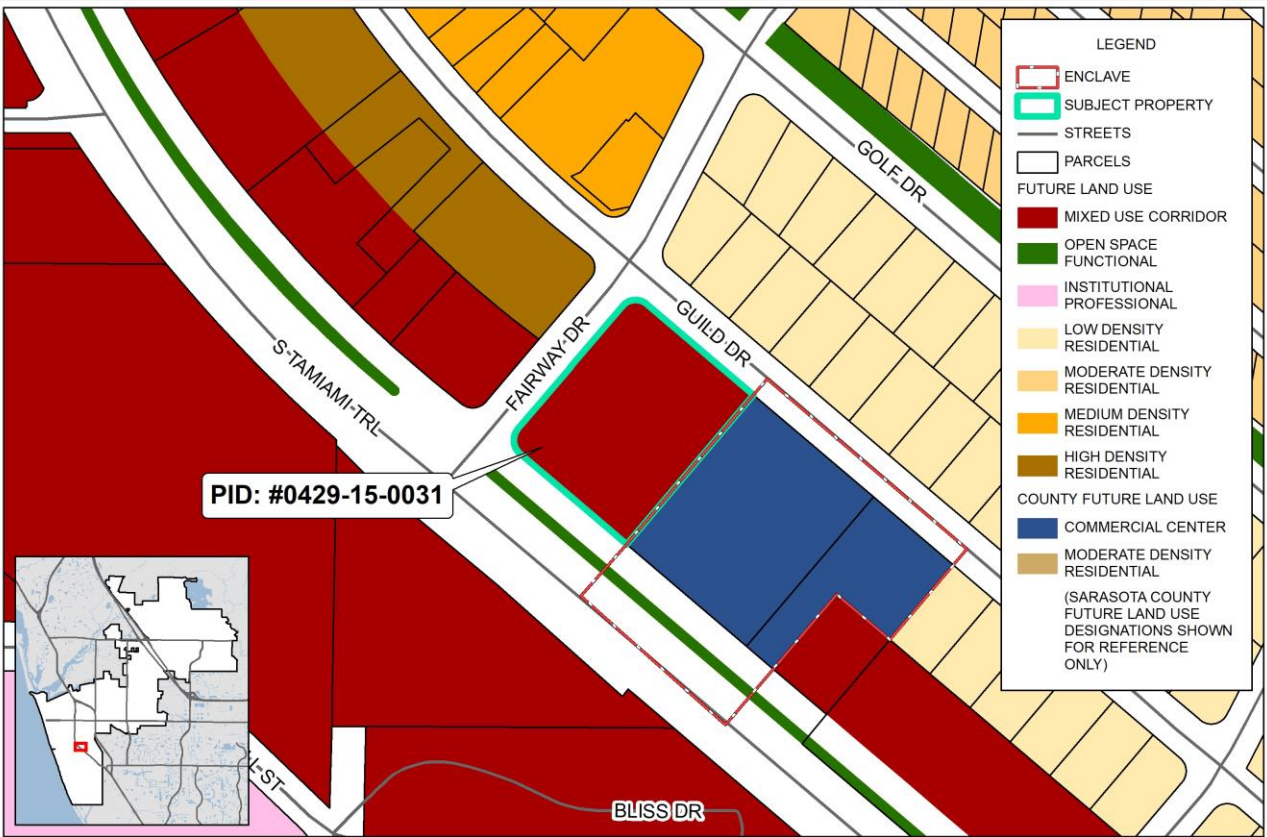 GOLF DR
GUILD DR
FAIRWAY DR
S TAMIAMI TRL
PID: #0429-15-0031
BLISS DR
LEGEND
ENCLAVE
SUBJECT PROPERTY
STREETS
PARCELS
FUTURE LAND USE
MIXED USE CORRIDOR
OPEN SPACE
FUNCTIONAL
INSTITUTIONAL
PROFESSIONAL
LOW DENSITY
RESIDENTIAL
MODERATE DENSITY
RESIDENTIAL
MEDIUM DENSITY
RESIDENTIAL
HIGH DENSITY
RESIDENTIAL
COUNTY FUTURE LAND USE
COMMERCIAL CENTER
MODERATE DENSITY
RESIDENTIAL
(SARASOTA COUNTY
FUTURE LAND USE
DESIGNATIONS SHOWN
FOR REFERENCE
ONLY)